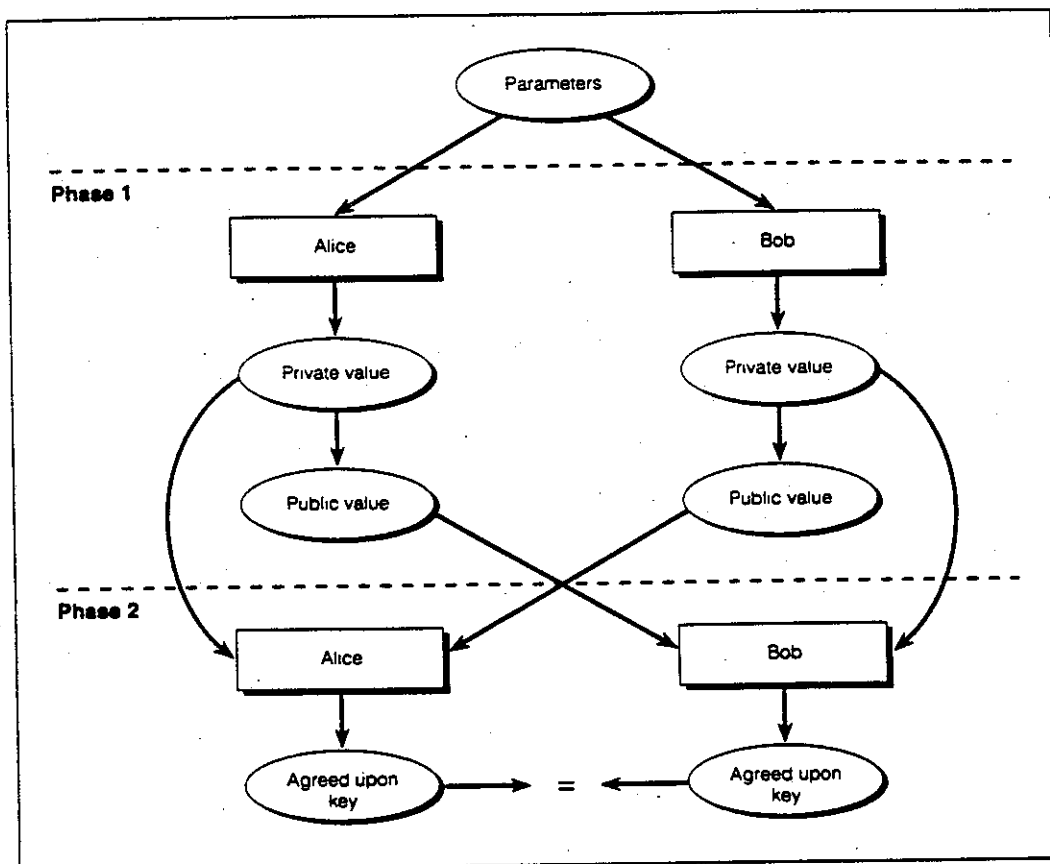 Parameters
Phase 1
Alice
Bob
Private value
Private value
Public value
Public value
Phase 2
Alice
Bob
Agreed upon
key
=
Agreed upon
key